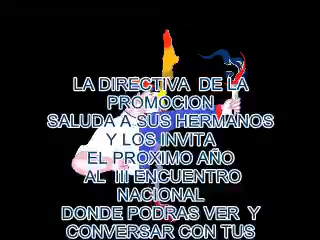 LA DIRECTIVA DE LA
PROMOCION
SALUDA A SUS HERMANOS
Y LOS INVITA
EL PROXIMO AÑO
AL III ENCUENTRO
NACIONAL
DONDE PODRAS VER Y
CONVERSAR CON TUS